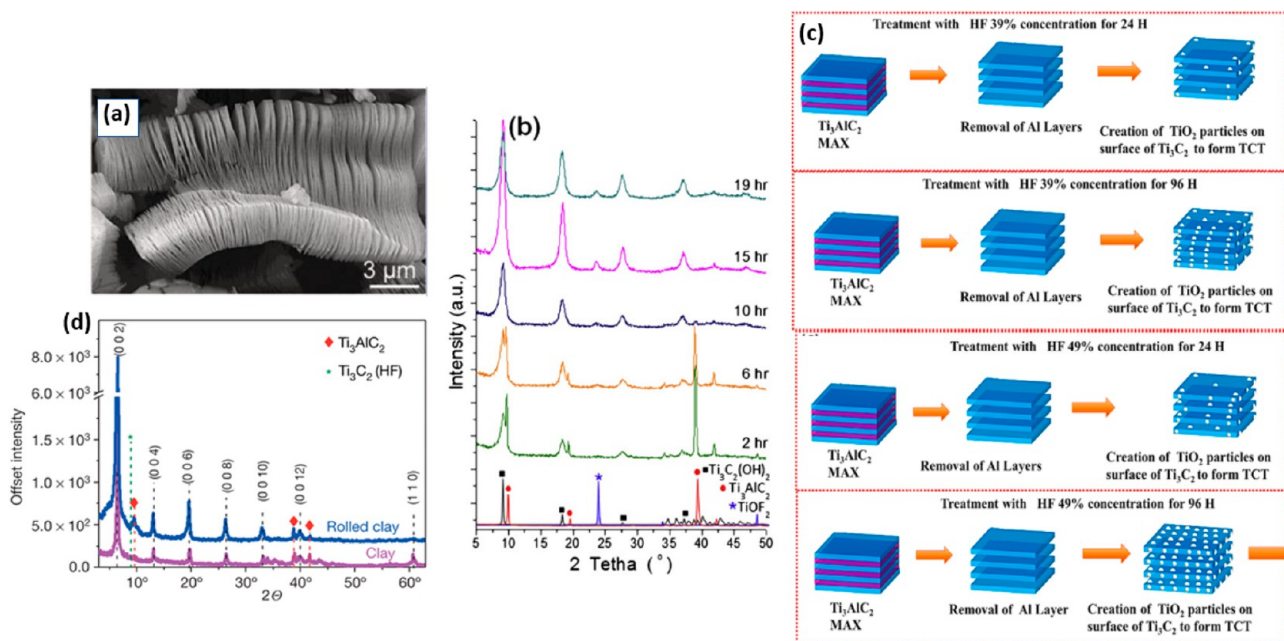 (a)
3 μm
(b)
Intensity (a.u.)
19 hr
15 hr
10 hr
6 hr
2 hr
Ti₃C₂(OH)₂
Ti₃AlC₂
TiOF₂
5 10 15 20 25 30 35 40 45 50
2 Tetha (°)
(c)
Treatment with HF 39% concentration for 24 H
Ti₃AlC₂
MAX
Removal of Al Layers
Creation of TiO₂ particles on
surface of Ti₃C₂ to form TCT
Treatment with HF 39% concentration for 96 H
Ti₃AlC₂
MAX
Removal of Al Layers
Creation of TiO₂ particles on
surface of Ti₃C₂ to form TCT
Treatment with HF 49% concentration for 24 H
Ti₃AlC₂
MAX
Removal of Al Layers
Creation of TiO₂ particles on
surface of Ti₃C₂ to form TCT
Treatment with HF 49% concentration for 96 H
Ti₃AlC₂
MAX
Removal of Al Layer
Creation of TiO₂ particles on
surface of Ti₃C₂ to form TCT
(d)
Offset intensity
8.0 × 10³
1.5 × 10³
1.0 × 10³
5.0 × 10²
0.0
(0 0 2)
(0 0 4)
(0 0 6)
(0 0 8)
(0 0 10)
(0 0 12)
(1 1 0)
Ti₃AlC₂
Ti₃C₂ (HF)
Rolled clay
Clay
10° 20° 30° 40° 50° 60°
2Θ